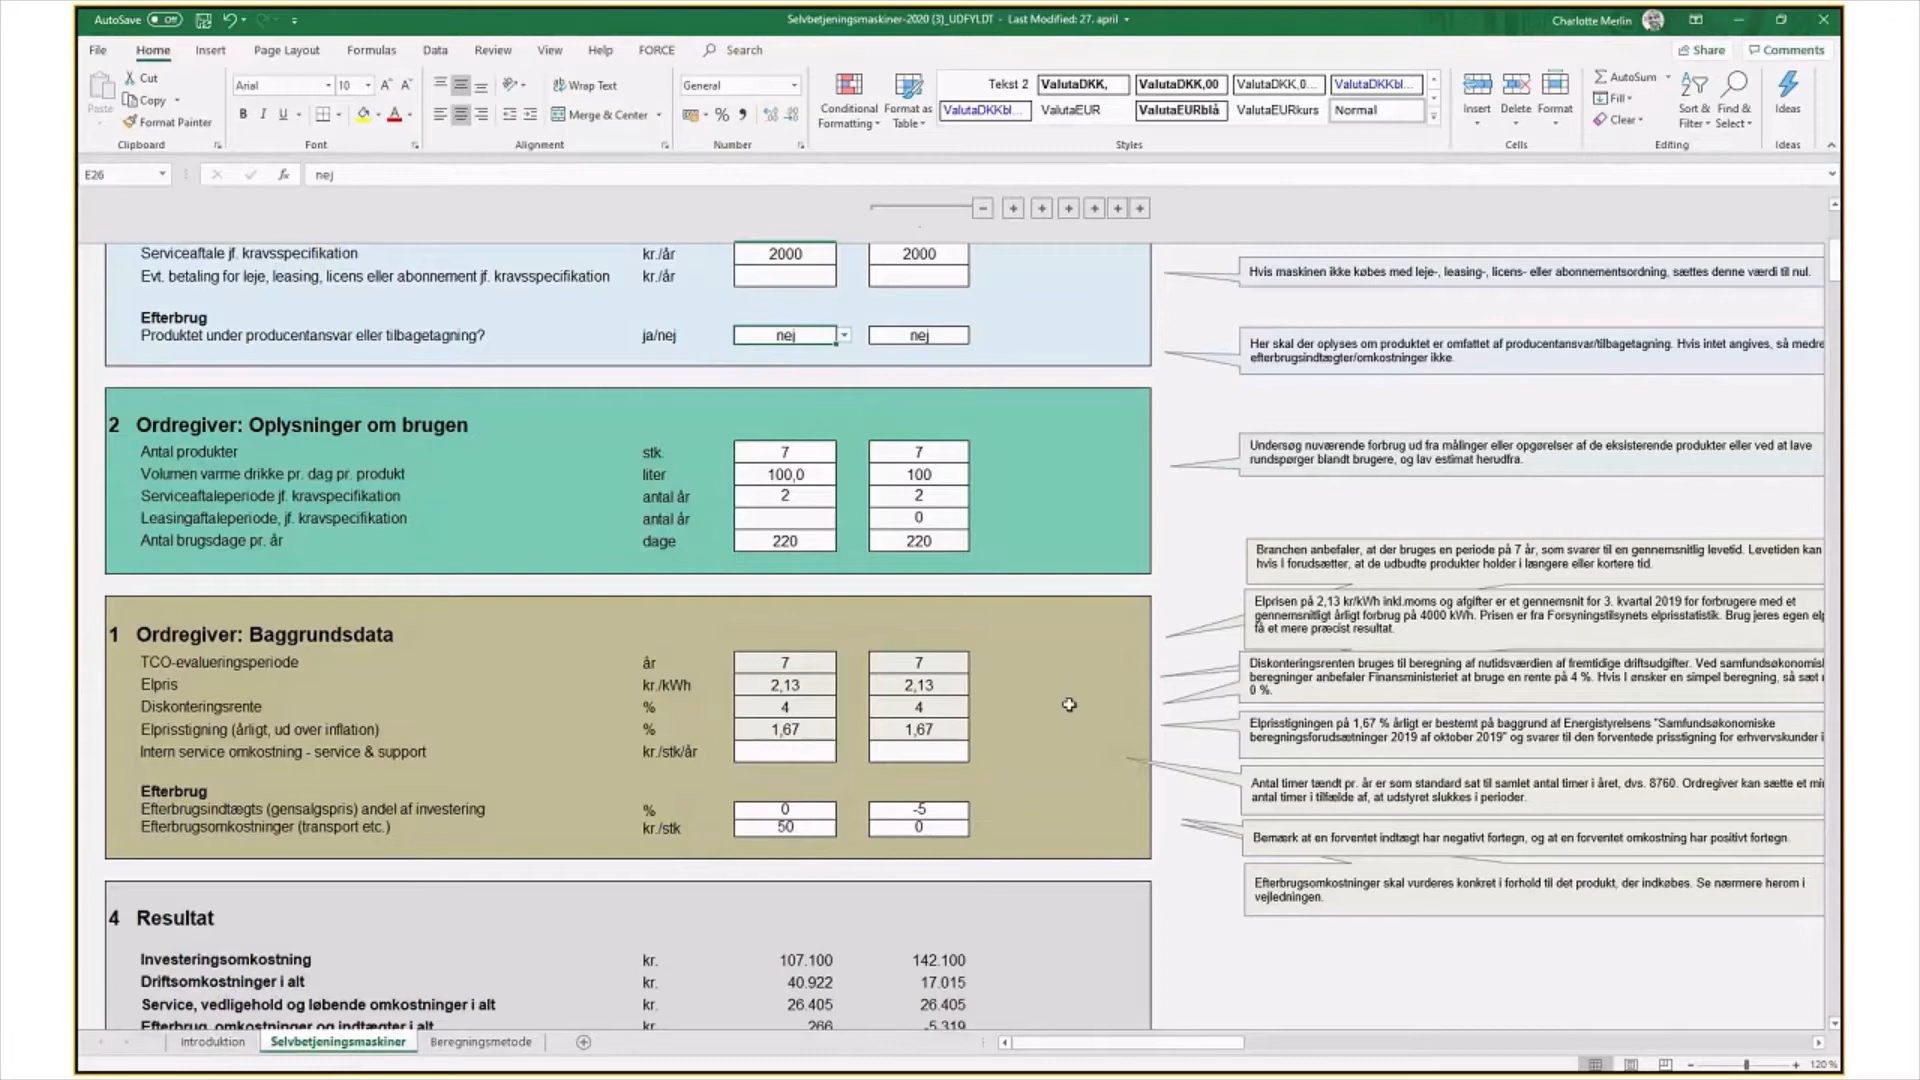 AutoSave Off
Selvbetjeningsmaskiner-2020 (3)_UDFYLDT - Last Modified: 27. april
Charlotte Merlin
File Home Insert Page Layout Formulas Data Review View Help FORCE Search
Share Comments
Paste
Cut
Copy
Format Painter
Clipboard
Arial 10
Font
Wrap Text
Merge & Center
Alignment
General
Number
Conditional Formatting
Format as Table
Tekst 2 ValutaDKK, ValutaDKK,00 ValutaDKK,0... ValutaDKKbl...
ValutaDKKbl... ValutaEUR ValutaEURblå ValutaEURkurs Normal
Styles
Insert Delete Format
Cells
AutoSum
Fill
Clear
Sort & Filter
Find & Select
Editing
Ideas
Ideas
E26 fx nej
Serviceaftale jf. kravsspecifikation kr./år 2000 2000
Evt. betaling for leje, leasing, licens eller abonnement jf. kravsspecifikation kr./år
Hvis maskinen ikke købes med leje-, leasing-, licens- eller abonnementsordning, sættes denne værdi til nul.
Efterbrug
Produktet under producentansvar eller tilbagetagning? ja/nej nej nej
Her skal der oplyses om produktet er omfattet af producentansvar/tilbagetagning. Hvis intet angives, så medre
efterbrugsindtægter/omkostninger ikke.
2 Ordregiver: Oplysninger om brugen
Antal produkter stk. 7 7
Volumen varme drikke pr. dag pr. produkt liter 100,0 100
Serviceaftaleperiode jf. kravspecifikation antal år 2 2
Leasingaftaleperiode, jf. kravspecifikation antal år 0
Antal brugsdage pr. år dage 220 220
Undersøg nuværende forbrug ud fra målinger eller opgørelser af de eksisterende produkter eller ved at lave
rundspørger blandt brugere, og lav estimat herudfra.
1 Ordregiver: Baggrundsdata
TCO-evalueringsperiode år 7 7
Elpris kr./kWh 2,13 2,13
Diskonteringsrente % 4 4
Elprisstigning (årligt, ud over inflation) % 1,67 1,67
Intern service omkostning - service & support kr./stk/år
Efterbrug
Efterbrugsindtægts (gensalgspris) andel af investering % 0 -5
Efterbrugsomkostninger (transport etc.) kr./stk 50 0
Branchen anbefaler, at der bruges en periode på 7 år, som svarer til en gennemsnitlig levetid. Levetiden kan
hvis I forudsætter, at de udbudte produkter holder i længere eller kortere tid.
Elprisen på 2,13 kr/kWh inkl.moms og afgifter er et gennemsnit for 3. kvartal 2019 for forbrugere med et
gennemsnitligt årligt forbrug på 4000 kWh. Prisen er fra Forsyningstilsynets elprisstatistik. Brug jeres egen elp
få et mere præcist resultat.
Diskonteringsrenten bruges til beregning af nutidsværdien af fremtidige driftsudgifter. Ved samfundsøkonomisl
beregninger anbefaler Finansministeriet at bruge en rente på 4 %. Hvis I ønsker en simpel beregning, så sæt
0 %.
Elprisstigningen på 1,67 % årligt er bestemt på baggrund af Energistyrelsens "Samfundsøkonomiske
beregningsforudsætninger 2019 af oktober 2019" og svarer til den forventede prisstigning for erhvervskunder i
Antal timer tændt pr. år er som standard sat til samlet antal timer i året, dvs. 8760. Ordregiver kan sætte et mi
antal timer i tilfælde af, at udstyret slukkes i perioder.
Bemærk at en forventet indtægt har negativt fortegn, og at en forventet omkostning har positivt fortegn.
Efterbrugsomkostninger skal vurderes konkret i forhold til det produkt, der indkøbes. Se nærmere herom i
vejledningen.
4 Resultat
Investeringsomkostning kr. 107.100 142.100
Driftsomkostninger i alt kr. 40.922 17.015
Service, vedligehold og løbende omkostninger i alt kr. 26.405 26.405
Efterbrug, omkostninger og indtægter i alt kr. 266 -5.319
Introduktion Selvbetjeningsmaskiner Beregningsmetode
120 %